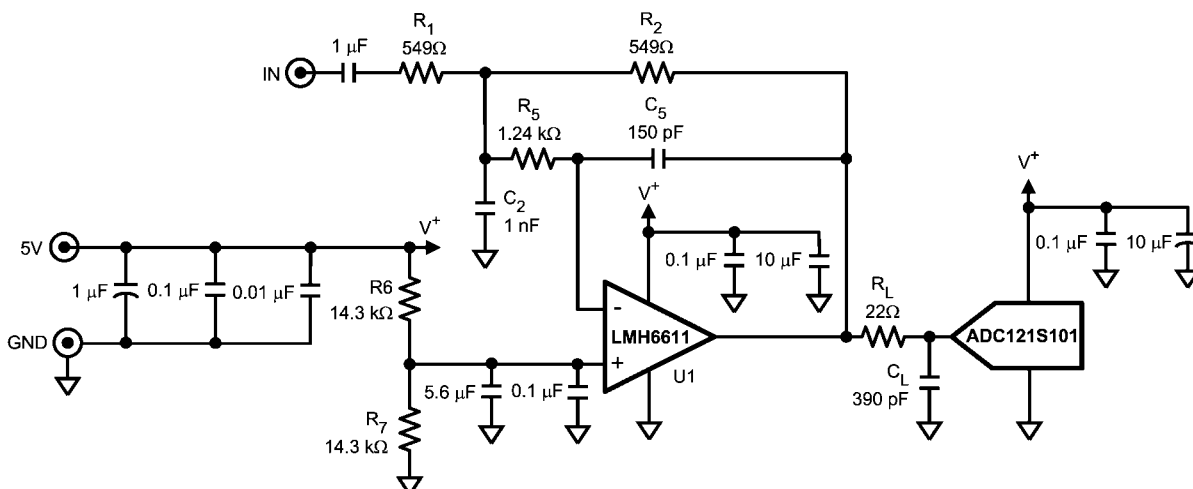 R1
549Ω
R2
549Ω
1 µF
IN
R5
1.24 kΩ
C5
150 pF
C2
1 nF
V+
V+
V+
5V
1 µF
0.1 µF
0.01 µF
R6
14.3 kΩ
0.1 µF
10 µF
0.1 µF
10 µF
GND
-
LMH6611
+
U1
RL
22Ω
ADC121S101
CL
390 pF
5.6 µF
0.1 µF
R7
14.3 kΩ